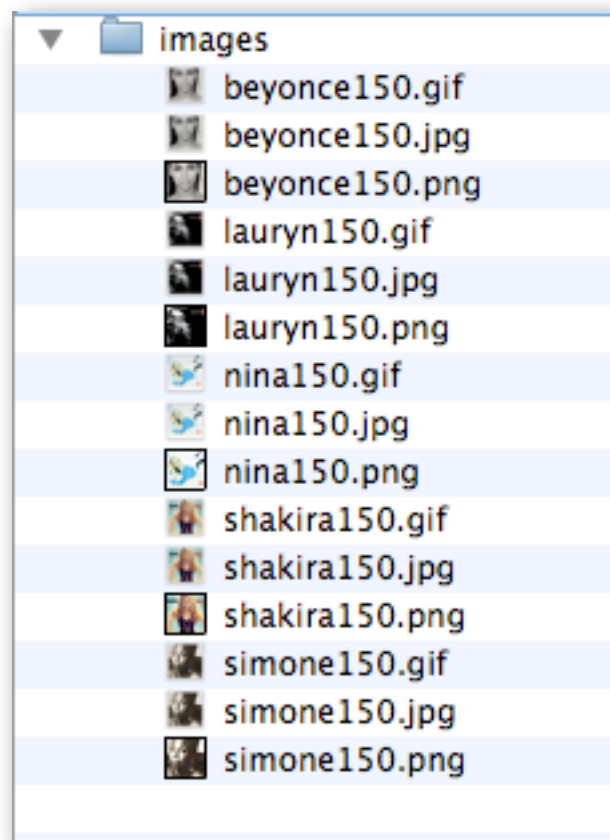 images
beyonce150.gif
beyonce150.jpg
beyonce150.png
lauryn150.gif
lauryn150.jpg
lauryn150.png
nina150.gif
nina150.jpg
nina150.png
shakira150.gif
shakira150.jpg
shakira150.png
simone150.gif
simone150.jpg
simone150.png